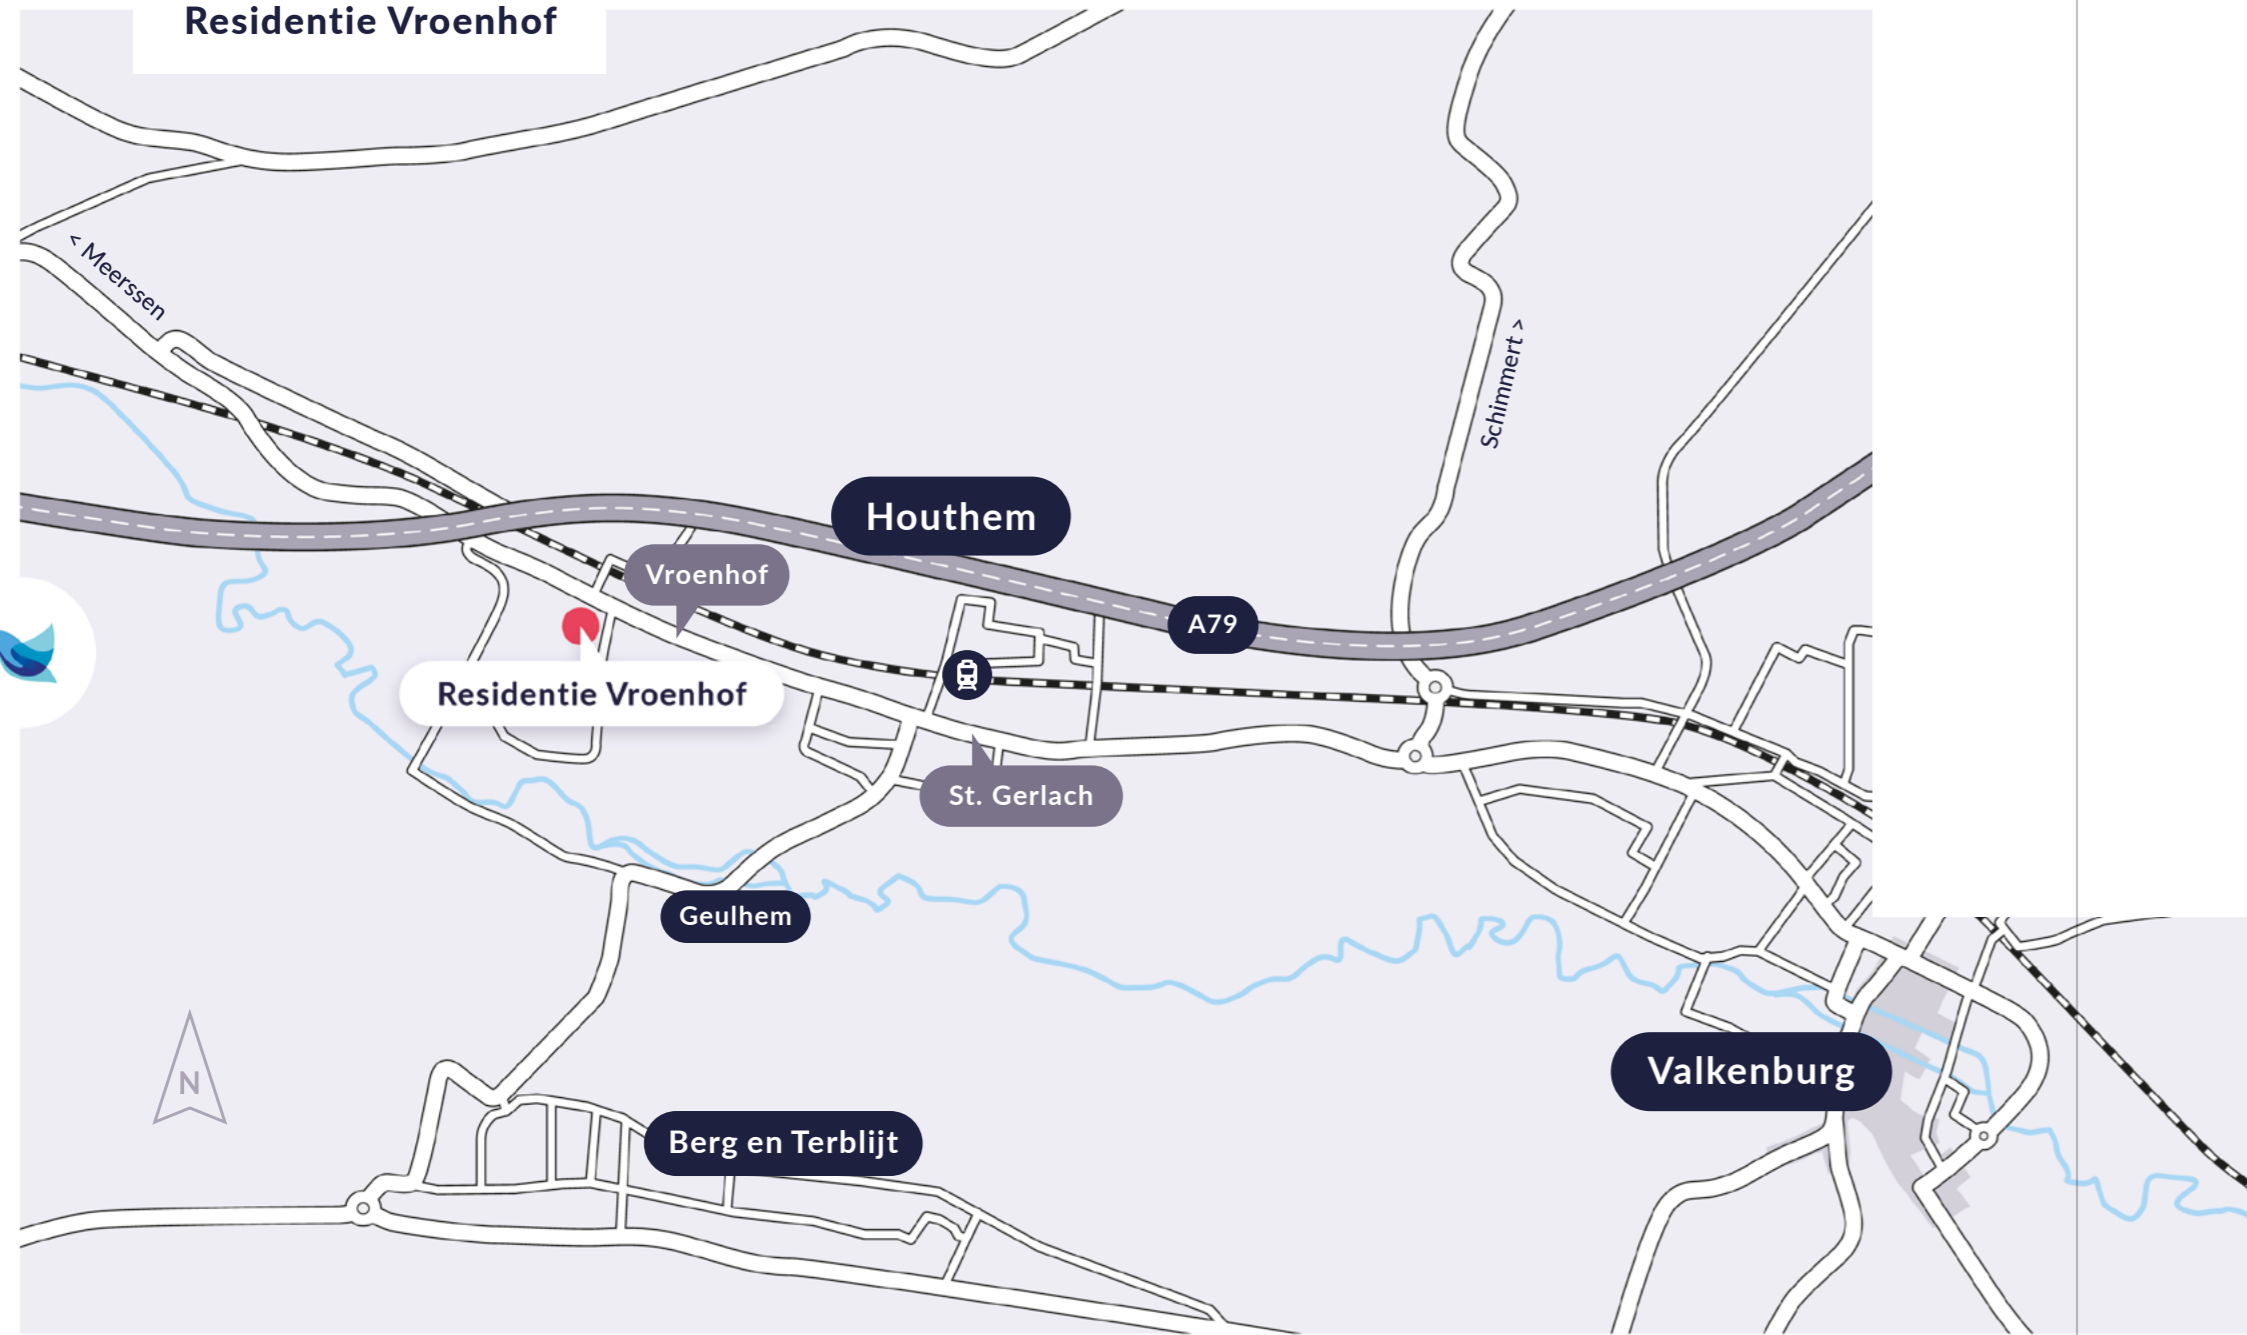 Residentie Vroenhof
< Meerssen
Schimmert >
Houthem
Vroenhof
A79
Residentie Vroenhof
St. Gerlach
Geulhem
N
Valkenburg
Berg en Terblijt